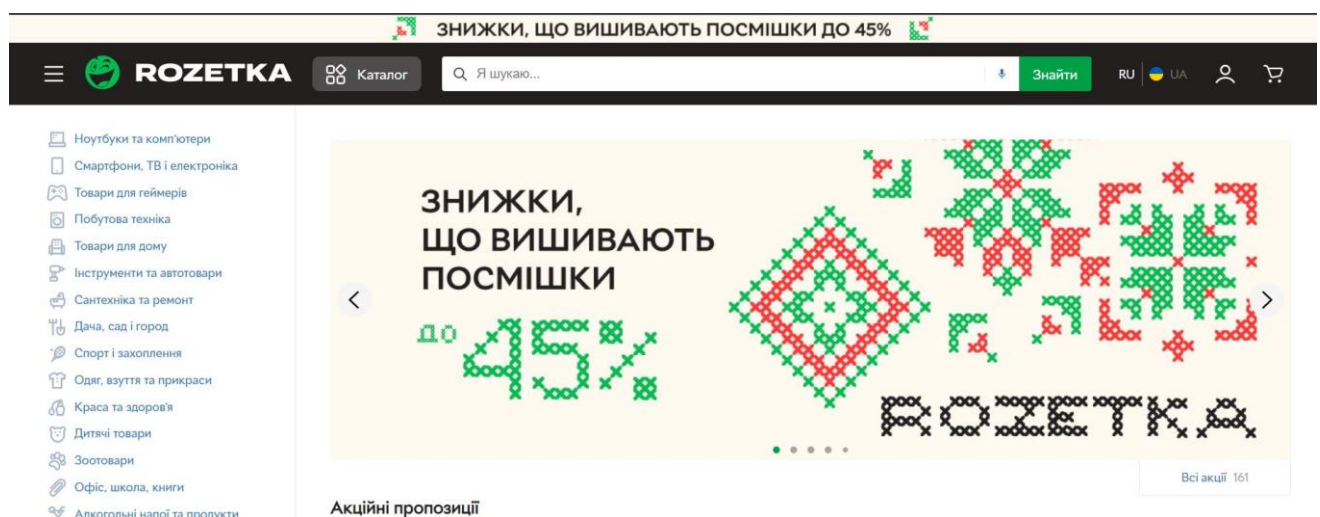 ЗНИЖКИ, ЩО ВИШИВАЮТЬ ПОСМІШКИ ДО 45%
ROZETKA
Каталог
Я шукаю...
Знайти
RU
UA
Ноутбуки та комп'ютери
Смартфони, ТВ і електроніка
Товари для геймерів
Побутова техніка
Товари для дому
Інструменти та автотовари
Сантехніка та ремонт
Дача, сад і город
Спорт і захоплення
Одяг, взуття та прикраси
Краса та здоров'я
Дитячі товари
Зоотовари
Офіс, школа, книги
Алкогольні напої та продукти
ЗНИЖКИ,
ЩО ВИШИВАЮТЬ
ПОСМІШКИ
до 45%
ROZETKA
Всі акції 161
Акційні пропозиції